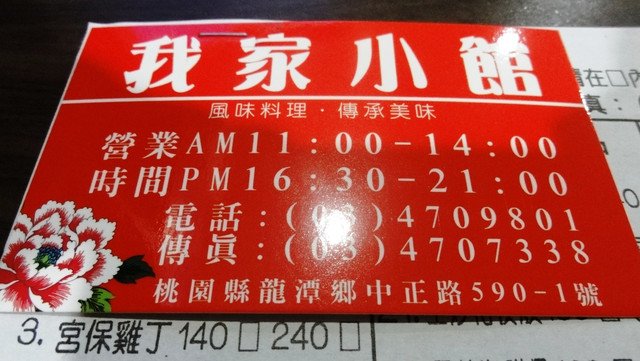 我家小館
風味料理·傳承美味
營業AM11:00-14:00
時間PM16:30-21:00
電話:(03)4709801
傳眞:(03)4707338
桃園縣龍潭鄉中正路590-1號
3. 宮保雞丁 140 □ 240 □